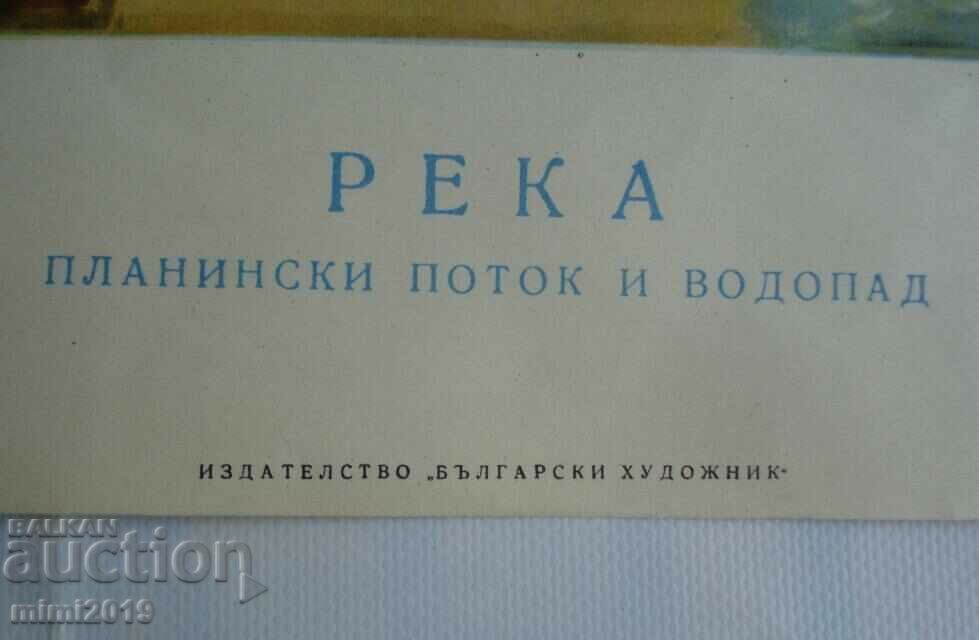 РЕКА
ПЛАНИНСКИ ПОТОК И ВОДОПАД
ИЗДАТЕЛСТВО „БЪЛГАРСКИ ХУДОЖНИК“
BALKAN
auction
mimi2019